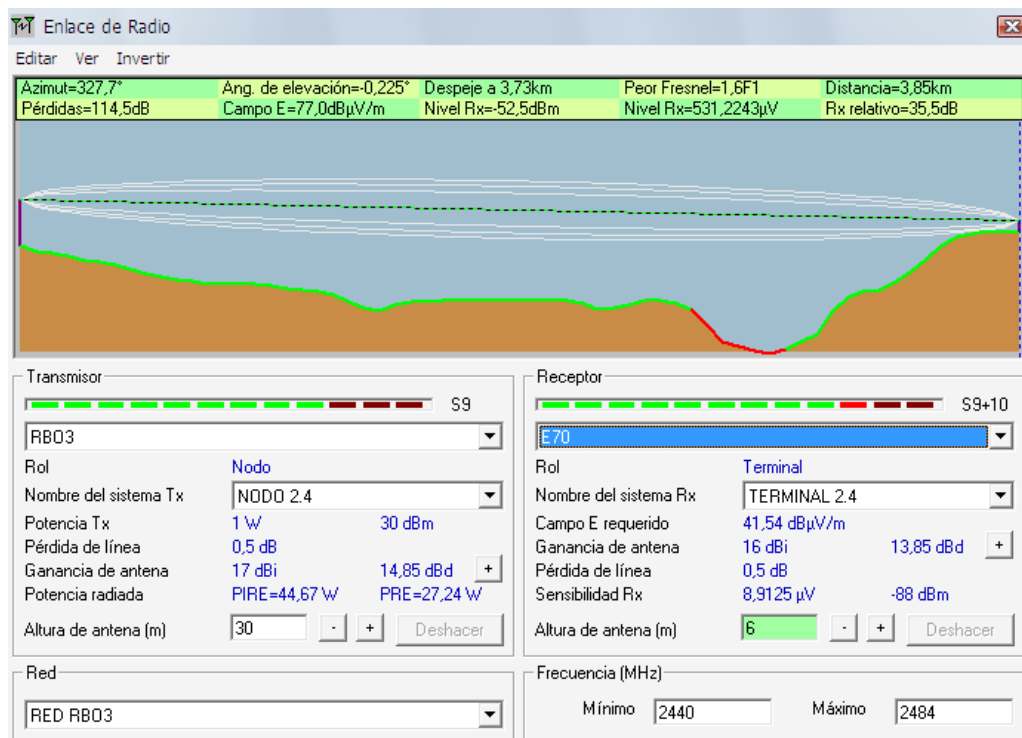 Enlace de Radio
Editar Ver Invertir
Azimut=327,7° Ang. de elevación=-0,225° Despeje a 3,73km Peor Fresnel=1,6F1 Distancia=3,85km
Pérdidas=114,5dB Campo E=77,0dBµV/m Nivel Rx=-52,5dBm Nivel Rx=531,2243µV Rx relativo=35,5dB
Transmisor Receptor
S9 S9+10
RBO3 E70
Rol Nodo Rol Terminal
Nombre del sistema Tx NODO 2.4 Nombre del sistema Rx TERMINAL 2.4
Potencia Tx 1 W 30 dBm Campo E requerido 41,54 dBµV/m
Pérdida de línea 0,5 dB Ganancia de antena 16 dBi 13,85 dBd +
Ganancia de antena 17 dBi 14,85 dBd + Pérdida de línea 0,5 dB
Potencia radiada PIRE=44,67 W PRE=27,24 W Sensibilidad Rx 8,9125 µV -88 dBm
Altura de antena (m) 30 - + Deshacer Altura de antena (m) 6 - + Deshacer
Red Frecuencia (MHz)
RED RBO3 Mínimo 2440 Máximo 2484